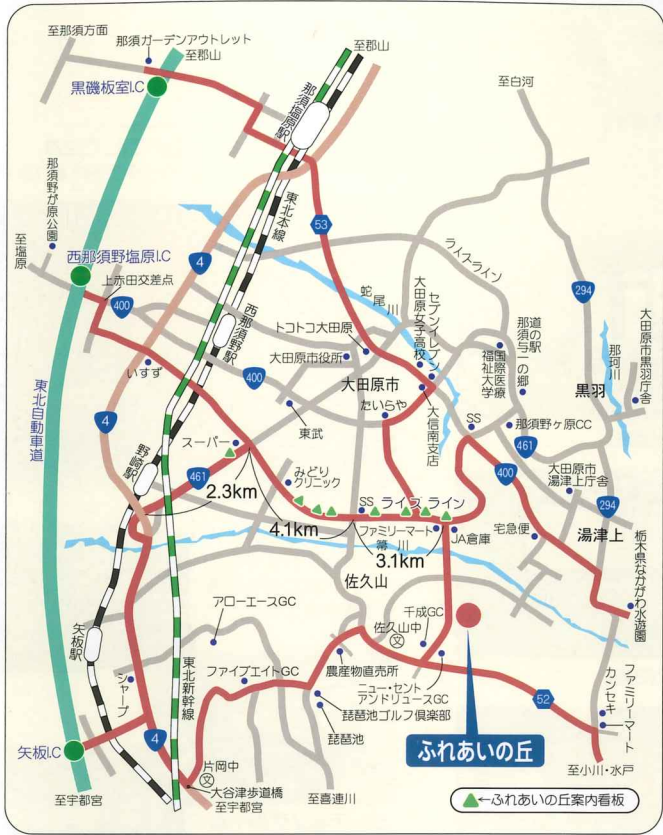 至那須方面
那須ガーデンアウトレット
至郡山
至郡山
黒磯板室I.C
那須塩原駅
至白河
那須野が原公園
53
東北本線
至塩原
西那須野塩原I.C
4
ライスライン
294
上赤田交差点
400
蛇尾川
大田原女子高校
セブンイレブン
那珂川
大田原市黒羽庁舎
西那須野駅
トコトコ大田原
道の駅
那須与一の郷
国際医療
福祉大学
大田原市役所
いすず
400
大田原市
黒羽
東北自動車道
たいらや
大信南支店
4
東武
SS
那須野ヶ原CC
野崎駅
スーパー
461
461
400
大田原市
湯津上庁舎
2.3km
みどり
クリニック
294
4.1km
SS
ライスライン
ファミリーマート
箒川
3.1km
JA倉庫
宅急便
湯津上
佐久山
栃木県なかがわ水遊園
アローエースGC
千成GC
佐久山中
文
矢板駅
農産物直売所
ファイブエイトGC
シャープ
東北新幹線
ニュー・セント
アンドリュースGC
琵琶池ゴルフ倶楽部
琵琶池
52
カンセキ
ファミリーマート
矢板I.C
4
ふれあいの丘
片岡中
文
大谷津歩道橋
至宇都宮
至宇都宮
至喜連川
至小川・水戸
←ふれあいの丘案内看板